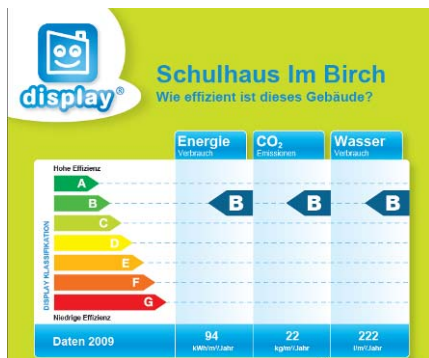 display®
Schulhaus Im Birch
Wie effizient ist dieses Gebäude?
Energie
Verbrauch
CO₂
Emissionen
Wasser
Verbrauch
Hohe Effizienz
A
B
C
D
E
F
G
B B B
DISPLAY KLASSIFIKATION
Niedrige Effizienz
Daten 2009
94
kWh/m²/Jahr
22
kg/m²/Jahr
222
l/m²/Jahr